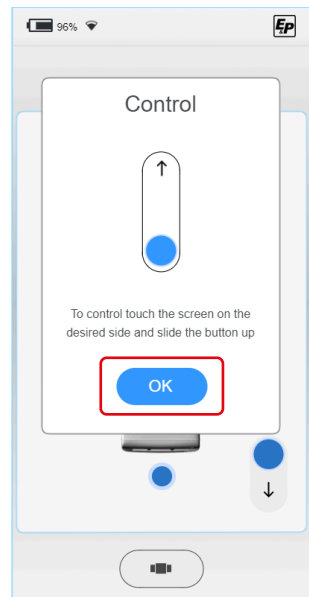 96%
E&P
Control
To control touch the screen on the
desired side and slide the button up
OK